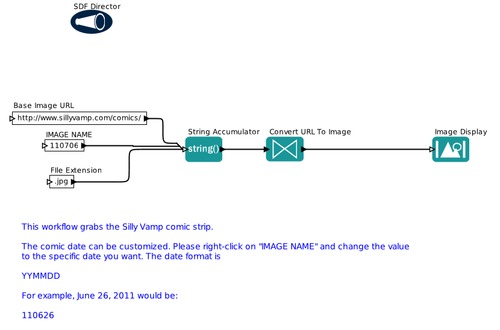 SDF Director
Base Image URL
http://www.sillyvamp.com/comics/
IMAGE NAME
110706
File Extension
.jpg
String Accumulator
string()
Convert URL To Image
Image Display
This workflow grabs the Silly Vamp comic strip.
The comic date can be customized. Please right-click on "IMAGE NAME" and change the value
to the specific date you want. The date format is
YYMMDD
For example, June 26, 2011 would be:
110626